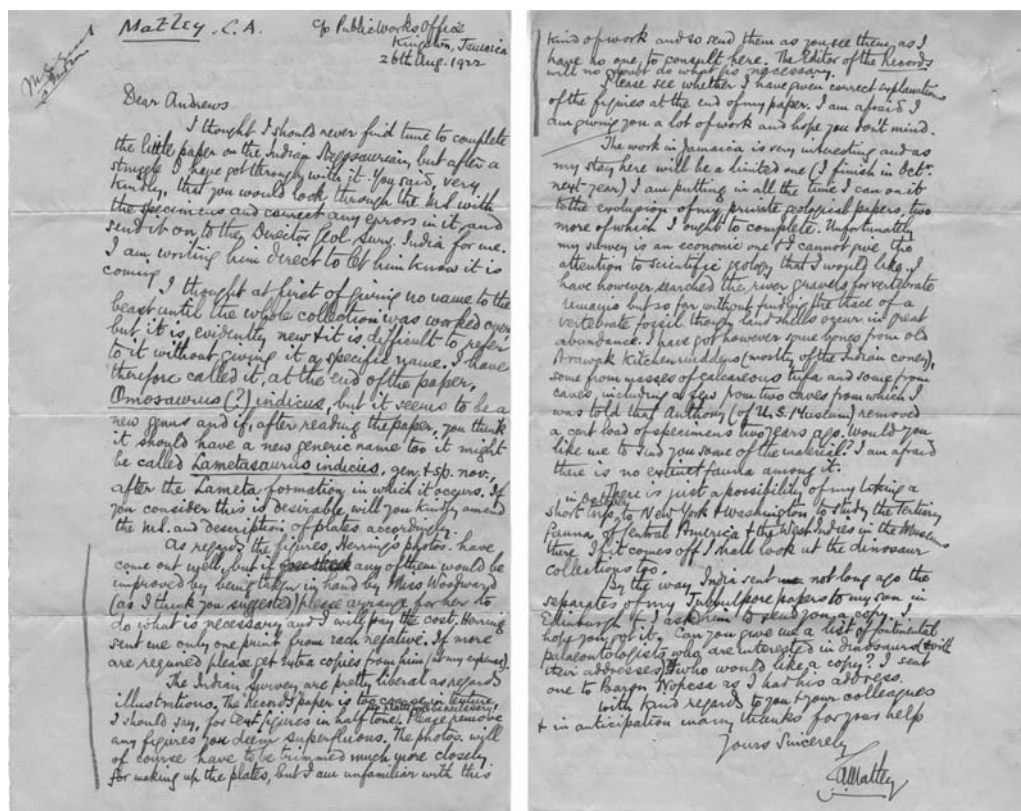 MATLEY. C.A.
c/o Public Works Office
Kingston, Jamaica
26th Aug. 1922
Dear Andrews
I thought I should never find time to complete
the little paper on the Indian Stegosaurian, but after a
struggle I have got through with it. You said, very
kindly, that you would look through the MS. with
the specimens and correct any errors in it, and
send it on to the Director Geol. Surv. India for me.
I am writing him direct to let him know it is
coming.
I thought at first of giving no name to the
beast until the whole collection was worked over
but it is evidently new & it is difficult to refer
to it without giving it a specific name. I have
therefore called it, at the end of the paper,
Omosaurus (?) indicus, but it seems to be a
new genus and if, after reading the paper, you think
it should have a new generic name too it might
be called Lametasaurus indicus, gen. & sp. nov.,
after the Lameta formation in which it occurs. If
you consider this is desirable, will you kindly amend
the MS. and description of plates accordingly.
As regards the figures, Herring's photos. have
come out well, but if any of them would be
improved by being taken in hand by Miss Woodward
(as I think you suggested) please arrange for her to
do what is necessary and I will pay the cost. Herring
sent me only one print from each negative. If more
are required please get extra copies from him (at my expense).
The Indian Survey are pretty liberal as regards
illustrations. The Records paper is too coarse in texture,
so plates will be necessary,
I should say, for text figures in half tone. Please remove
any figures you deem superfluous. The photos. will
of course have to be trimmed much more closely
for making up the plates, but I am unfamiliar with this
kind of work and so send them as you see them, as I
have no one to consult here. The Editor of the Records
will no doubt do what is necessary.
Please see whether I have given correct explanations
of the figures at the end of my paper. I am afraid I
am giving you a lot of work and hope you don't mind.
The work in Jamaica is very interesting and as
my stay here will be a limited one (I finish in Octr.
next year) I am putting in all the time I can on it
to the exclusion of my private geological papers, two
more of which I ought to complete. Unfortunately
my survey is an economic one & I cannot give the
attention to scientific geology that I would like. I
have however searched the river gravels for vertebrate
remains but so far without finding the trace of a
vertebrate fossil though land shells occur in great
abundance. I have got however some bones from old
Arawak Kitchen middens (mostly of the Indian coney),
some from masses of calcareous tufa and some from
caves, including a few from two caves from which I
was told that Anthony (of U.S. Museum) removed
a cart load of specimens two years ago. Would you
like me to send you some of the material? I am afraid
there is no extinct fauna among it.
There is just a possibility of my taking a
short trip in to New York & Washington to study the Tertiary
Fauna of Central America & the West Indies in the Museums
there. If it comes off I shall look at the dinosaur
collections too.
By the way, India sent not long ago the
separates of my Jubbulpore papers to my son in
Edinburgh & I asked him to send you a copy. I
hope you got it. Can you give me a list of Continental
palaeontologists who are interested in dinosaurs (with
their addresses) & who would like a copy? I sent
one to Baron Nopcsa as I had his address.
With kind regards to you & your colleagues
& in anticipation many thanks for your help
Yours Sincerely
CAMatley